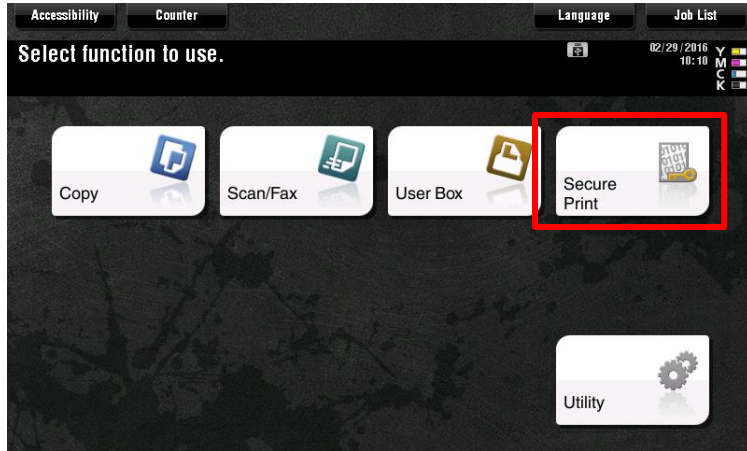 Accessibility Counter Language Job List
Select function to use.
02/29/2016
10:10
Y
M
C
K
Copy
Scan/Fax
User Box
Secure
Print
Utility